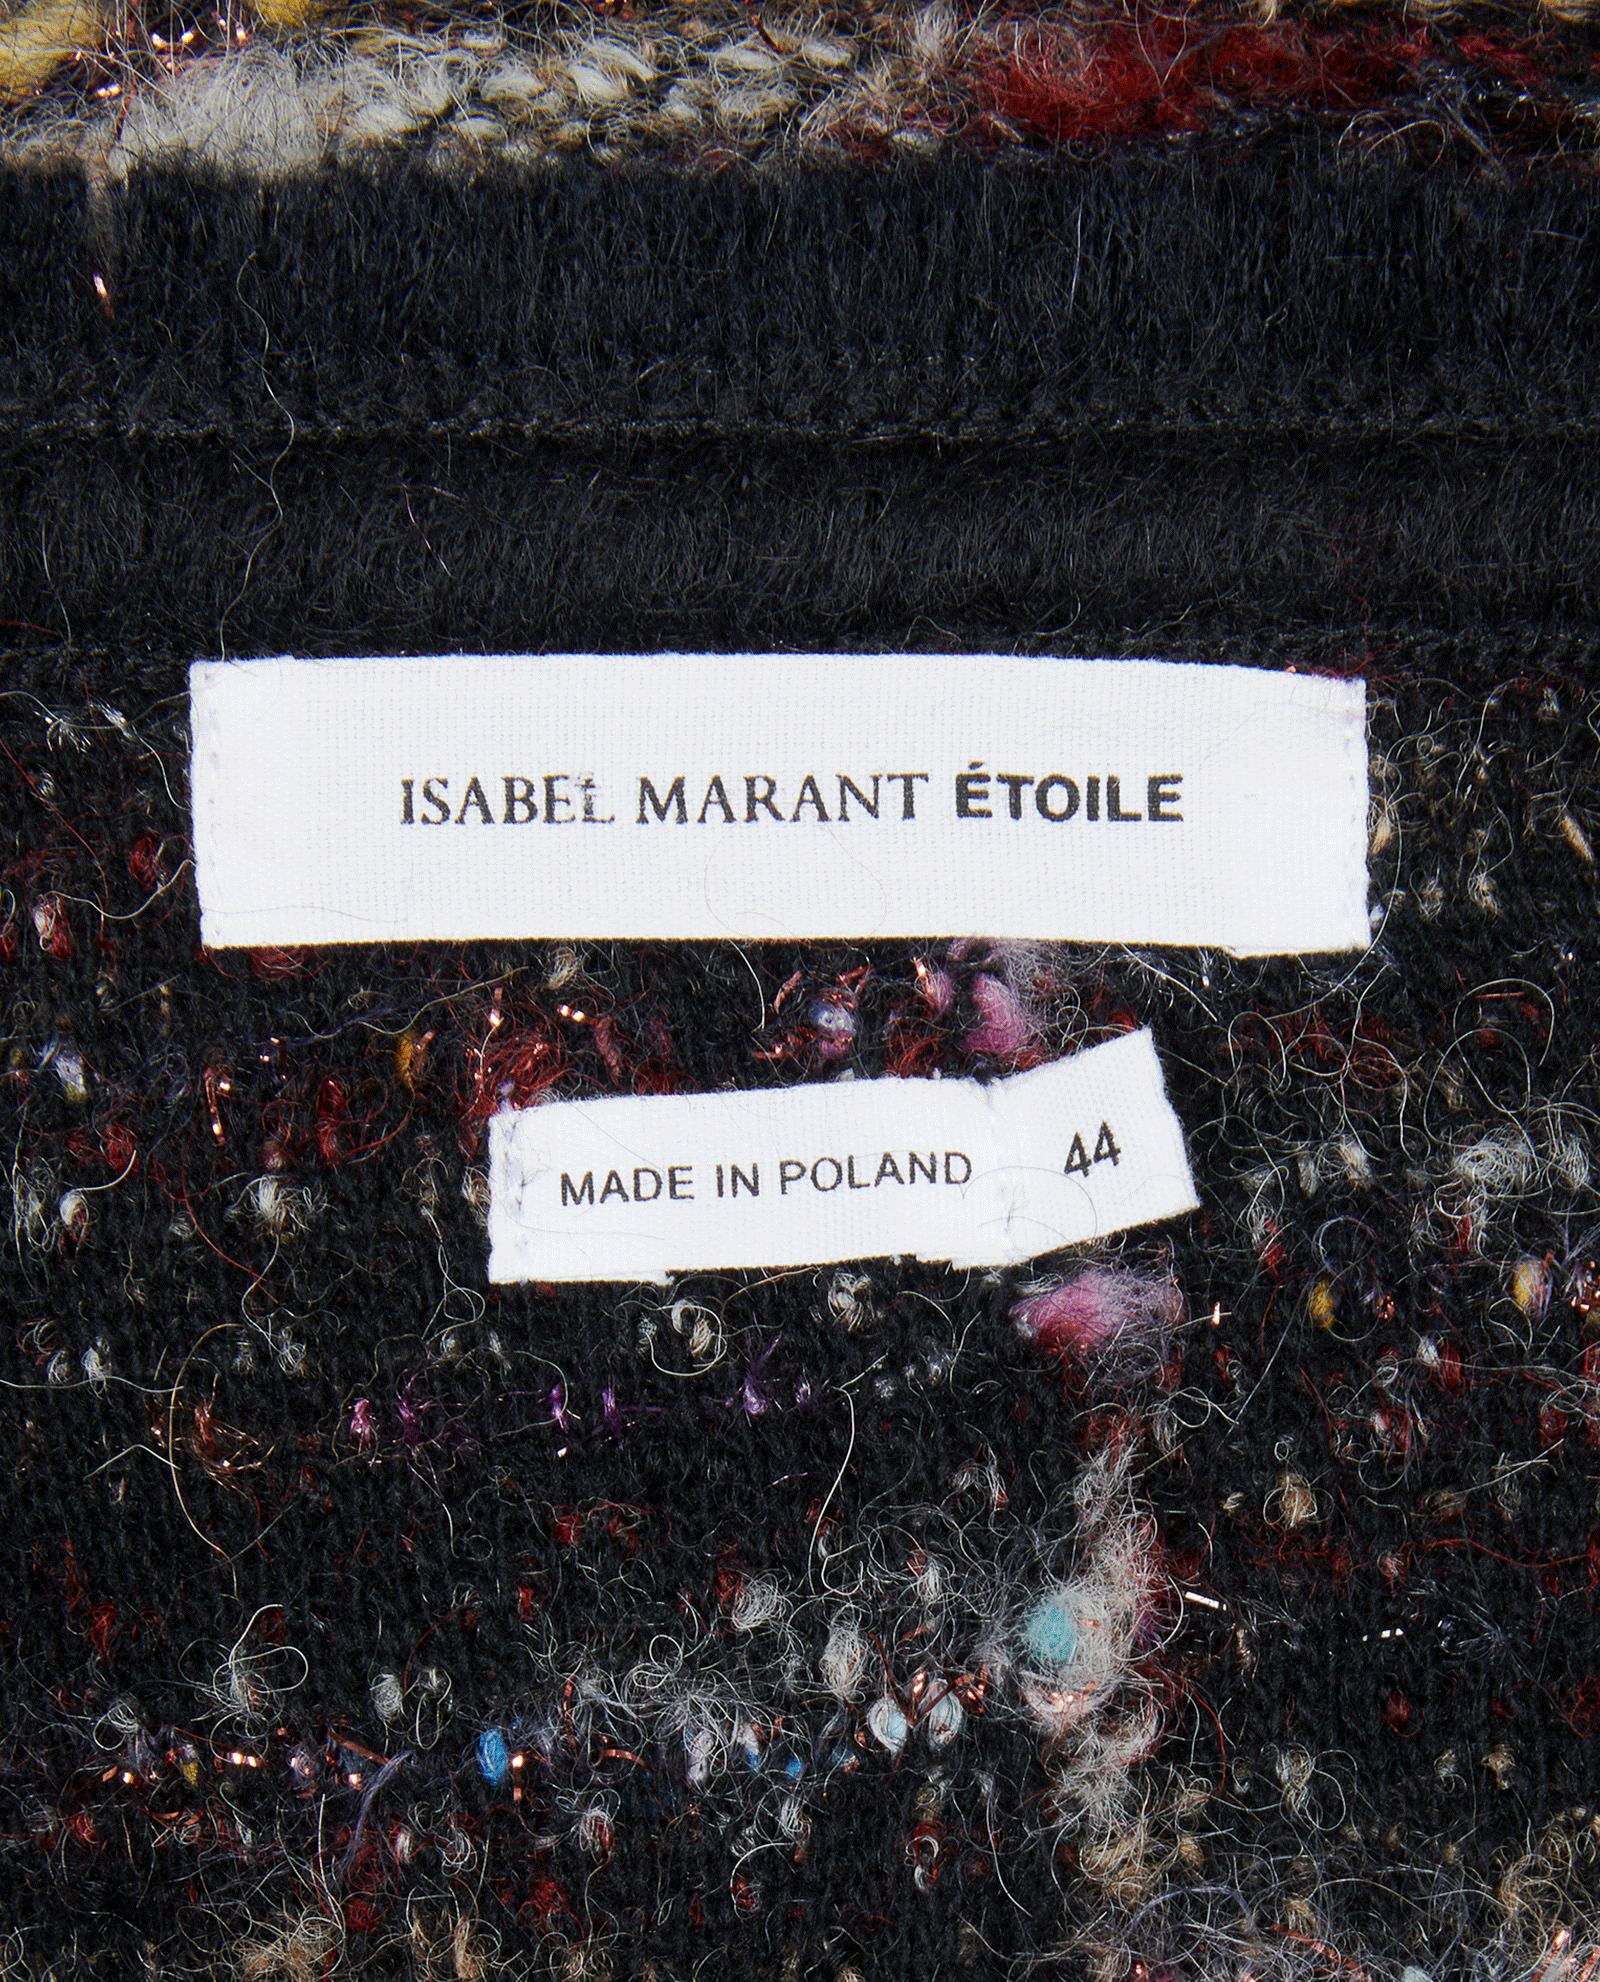 ISABEL MARANT ÉTOILE
MADE IN POLAND 44